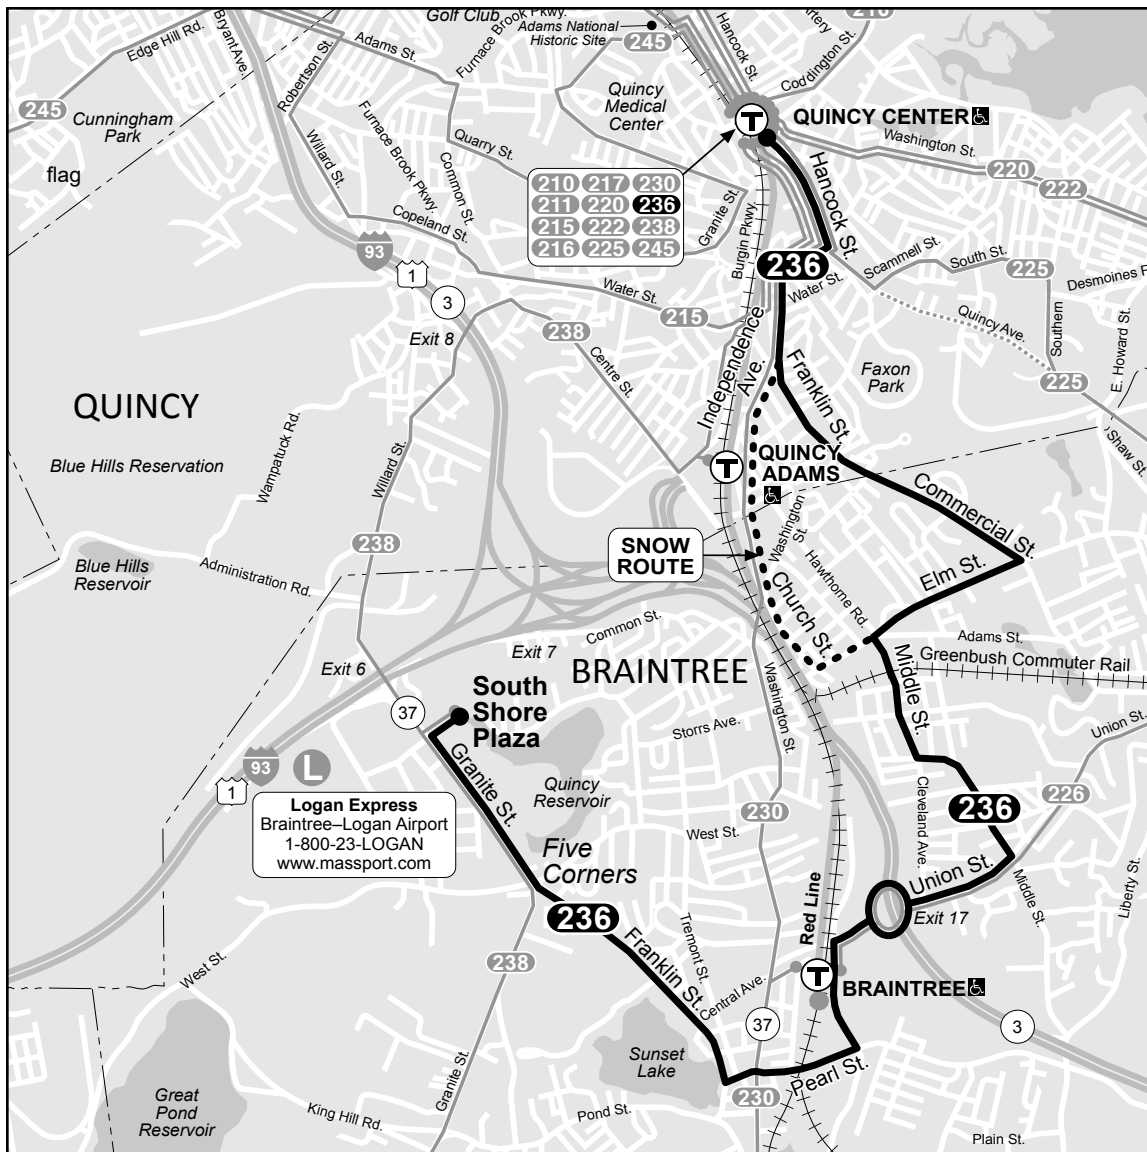 Golf Club
Adams National
Historic Site
245
Edge Hill Rd.
Bryant Ave.
Robertson St.
Adams St.
Furnace Brook Pkwy.
Hancock St.
Artery
216
Coddington St.
245
Cunningham
Park
flag
Willard St.
Furnace Brook Pkwy.
Common St.
Quarry St.
Copeland St.
Quincy
Medical
Center
T
QUINCY CENTER
Washington St.
220
222
210 217 230
211 220 236
215 222 238
216 225 245
Granite St.
Burgin Pkwy.
Hancock St.
93
1
3
Exit 8
236
Water St.
215
Water St.
Scammell St.
South St.
225
Desmoines R
Quincy Ave.
Southern
225
E. Howard St.
Shaw St.
238
Centre St.
Independence
Ave.
Franklin St.
Faxon
Park
QUINCY
Blue Hills Reservation
Wampatuck Rd.
Willard St.
T
QUINCY
ADAMS
Commercial St.
Elm St.
238
Blue Hills
Reservoir
Administration Rd.
SNOW
ROUTE
Washington
St.
Hawthorne Rd.
Church St.
Common St.
Exit 7
Exit 6
BRAINTREE
Adams St.
Greenbush Commuter Rail
Middle St.
37
South
Shore
Plaza
Granite St.
Storrs Ave.
Washington St.
Union St.
93
1
L
Logan Express
Braintree–Logan Airport
1-800-23-LOGAN
www.massport.com
Quincy
Reservoir
230
West St.
Cleveland Ave.
236
226
Five
Corners
236
Union St.
Middle St.
Liberty St.
Exit 17
Red Line
Tremont St.
Franklin St.
Central Ave.
T
BRAINTREE
238
West St.
37
3
Sunset
Lake
Pearl St.
230
Granite St.
Great
Pond
Reservoir
King Hill Rd.
Pond St.
Plain St.